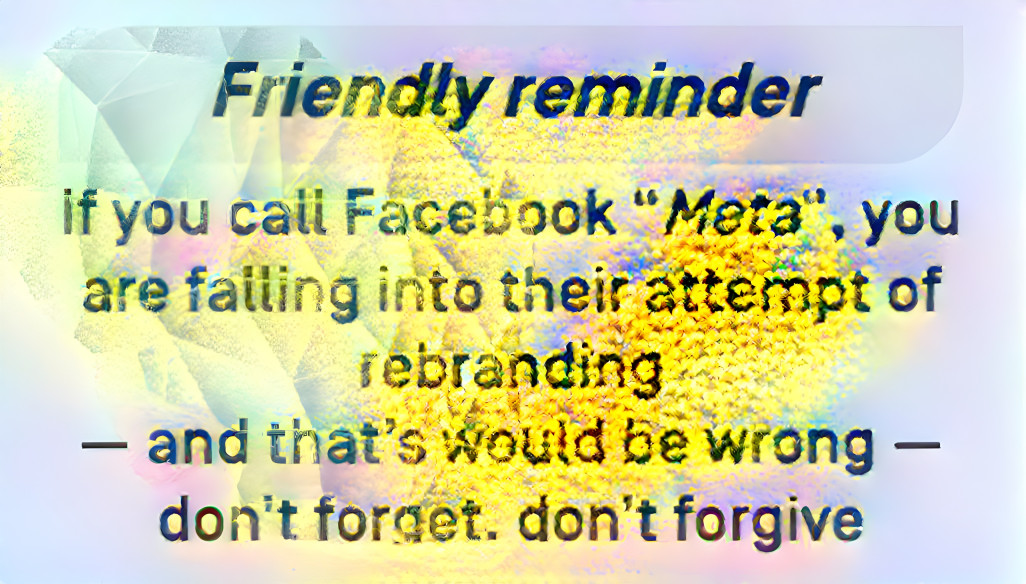 Friendly reminder
if you call Facebook “Meta”, you
are falling into their attempt of
rebranding
— and that’s would be wrong —
don’t forget. don’t forgive